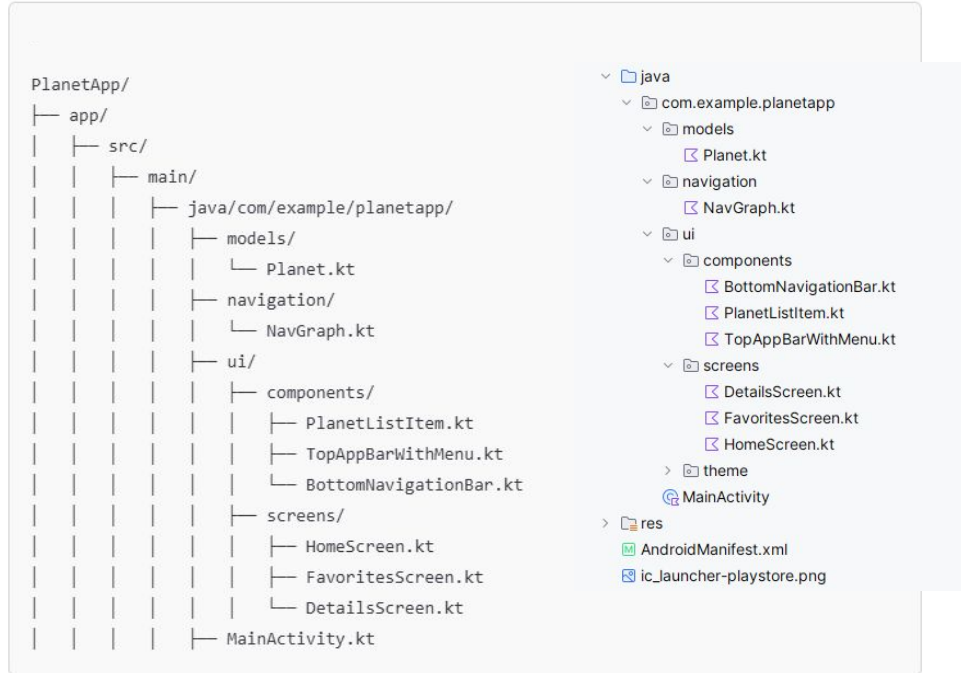 PlanetApp/
├── app/
│   ├── src/
│   │   ├── main/
│   │   │   ├── java/com/example/planetapp/
│   │   │   │   ├── models/
│   │   │   │   │   └── Planet.kt
│   │   │   │   ├── navigation/
│   │   │   │   │   └── NavGraph.kt
│   │   │   │   ├── ui/
│   │   │   │   │   ├── components/
│   │   │   │   │   │   ├── PlanetListItem.kt
│   │   │   │   │   │   ├── TopAppBarWithMenu.kt
│   │   │   │   │   │   └── BottomNavigationBar.kt
│   │   │   │   │   ├── screens/
│   │   │   │   │   │   ├── HomeScreen.kt
│   │   │   │   │   │   ├── FavoritesScreen.kt
│   │   │   │   │   │   └── DetailsScreen.kt
│   │   │   │   ├── MainActivity.kt
java
com.example.planetapp
models
Planet.kt
navigation
NavGraph.kt
ui
components
BottomNavigationBar.kt
PlanetListItem.kt
TopAppBarWithMenu.kt
screens
DetailsScreen.kt
FavoritesScreen.kt
HomeScreen.kt
theme
MainActivity
res
AndroidManifest.xml
ic_launcher-playstore.png